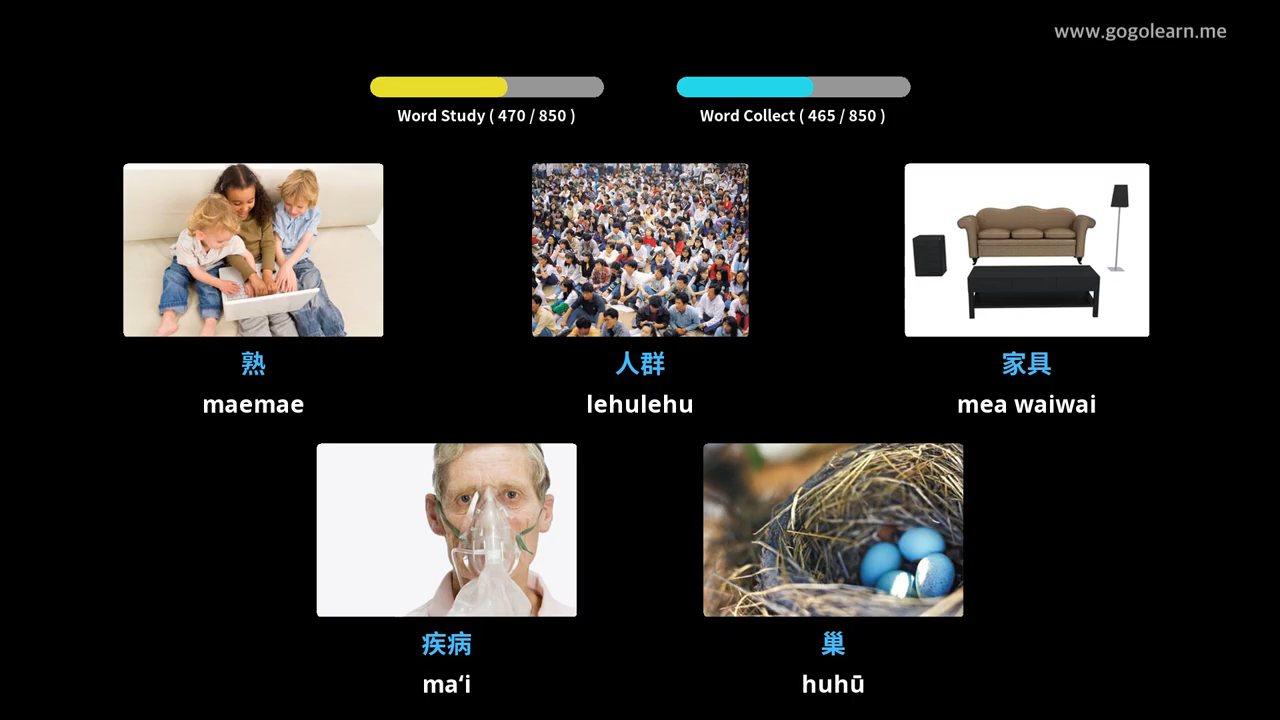 www.gogolearn.me
Word Study ( 470 / 850 )
Word Collect ( 465 / 850 )
熟
maemae
人群
lehulehu
家具
mea waiwai
疾病
maʻi
巢
huhū